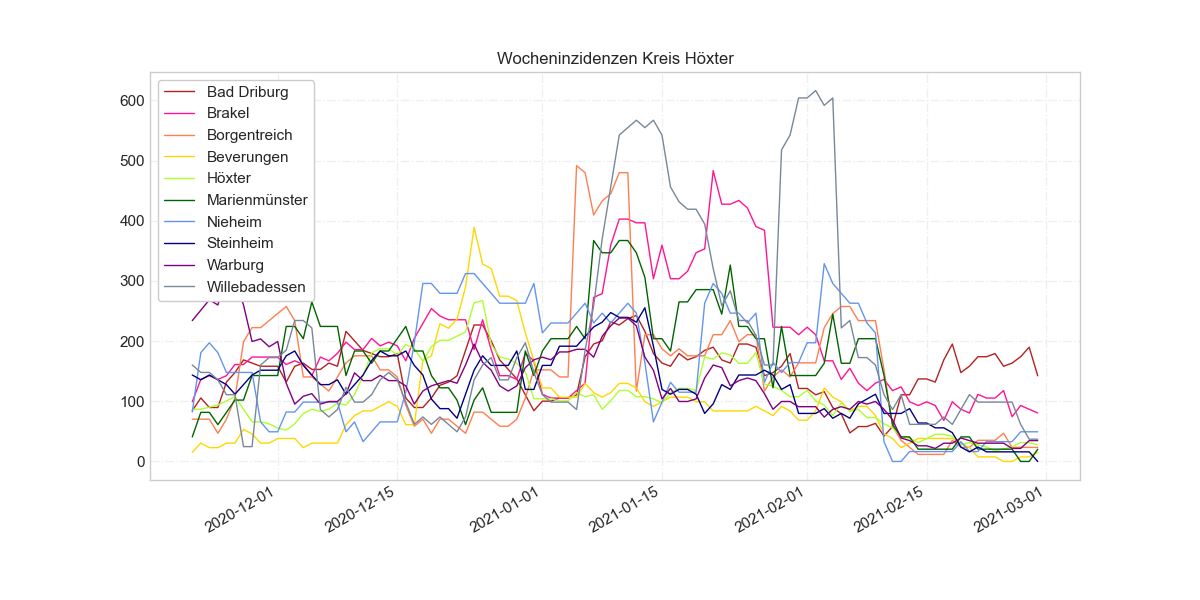 Wocheninzidenzen Kreis Höxter
Bad Driburg
Brakel
Borgentreich
Beverungen
Höxter
Marienmünster
Nieheim
Steinheim
Warburg
Willebadessen
600
500
400
300
200
100
0
2020-12-01
2020-12-15
2021-01-01
2021-01-15
2021-02-01
2021-02-15
2021-03-01